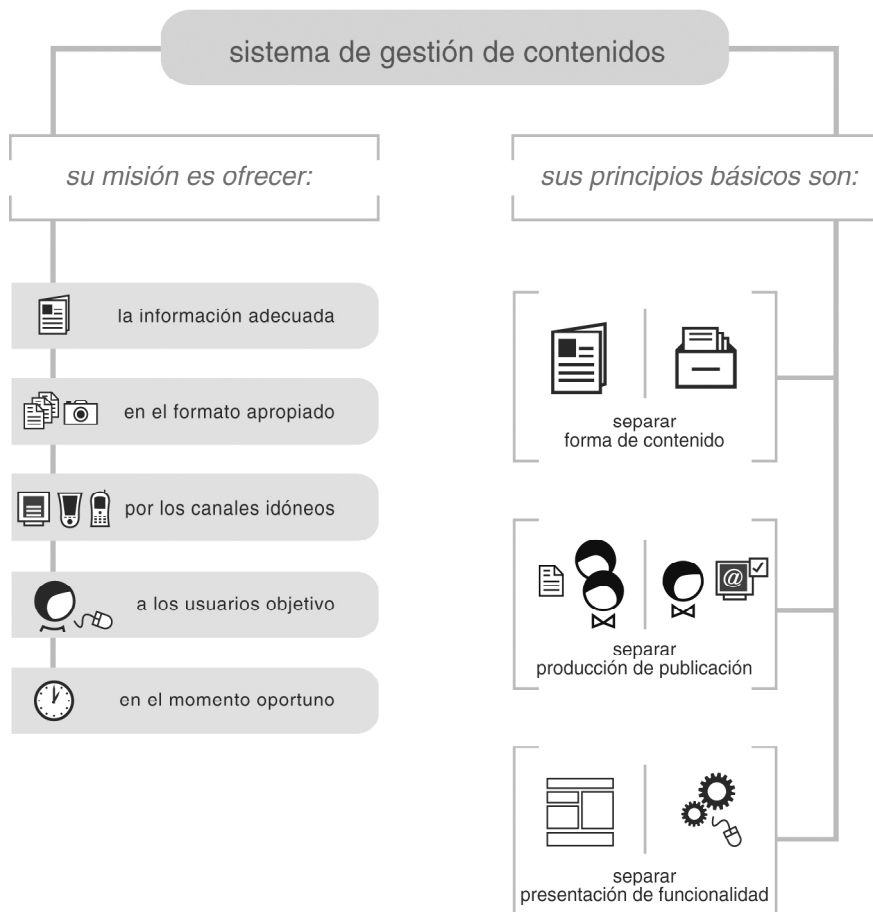 sistema de gestión de contenidos
su misión es ofrecer:
la información adecuada
en el formato apropiado
por los canales idóneos
a los usuarios objetivo
en el momento oportuno
sus principios básicos son:
separar
forma de contenido
@
separar
producción de publicación
separar
presentación de funcionalidad